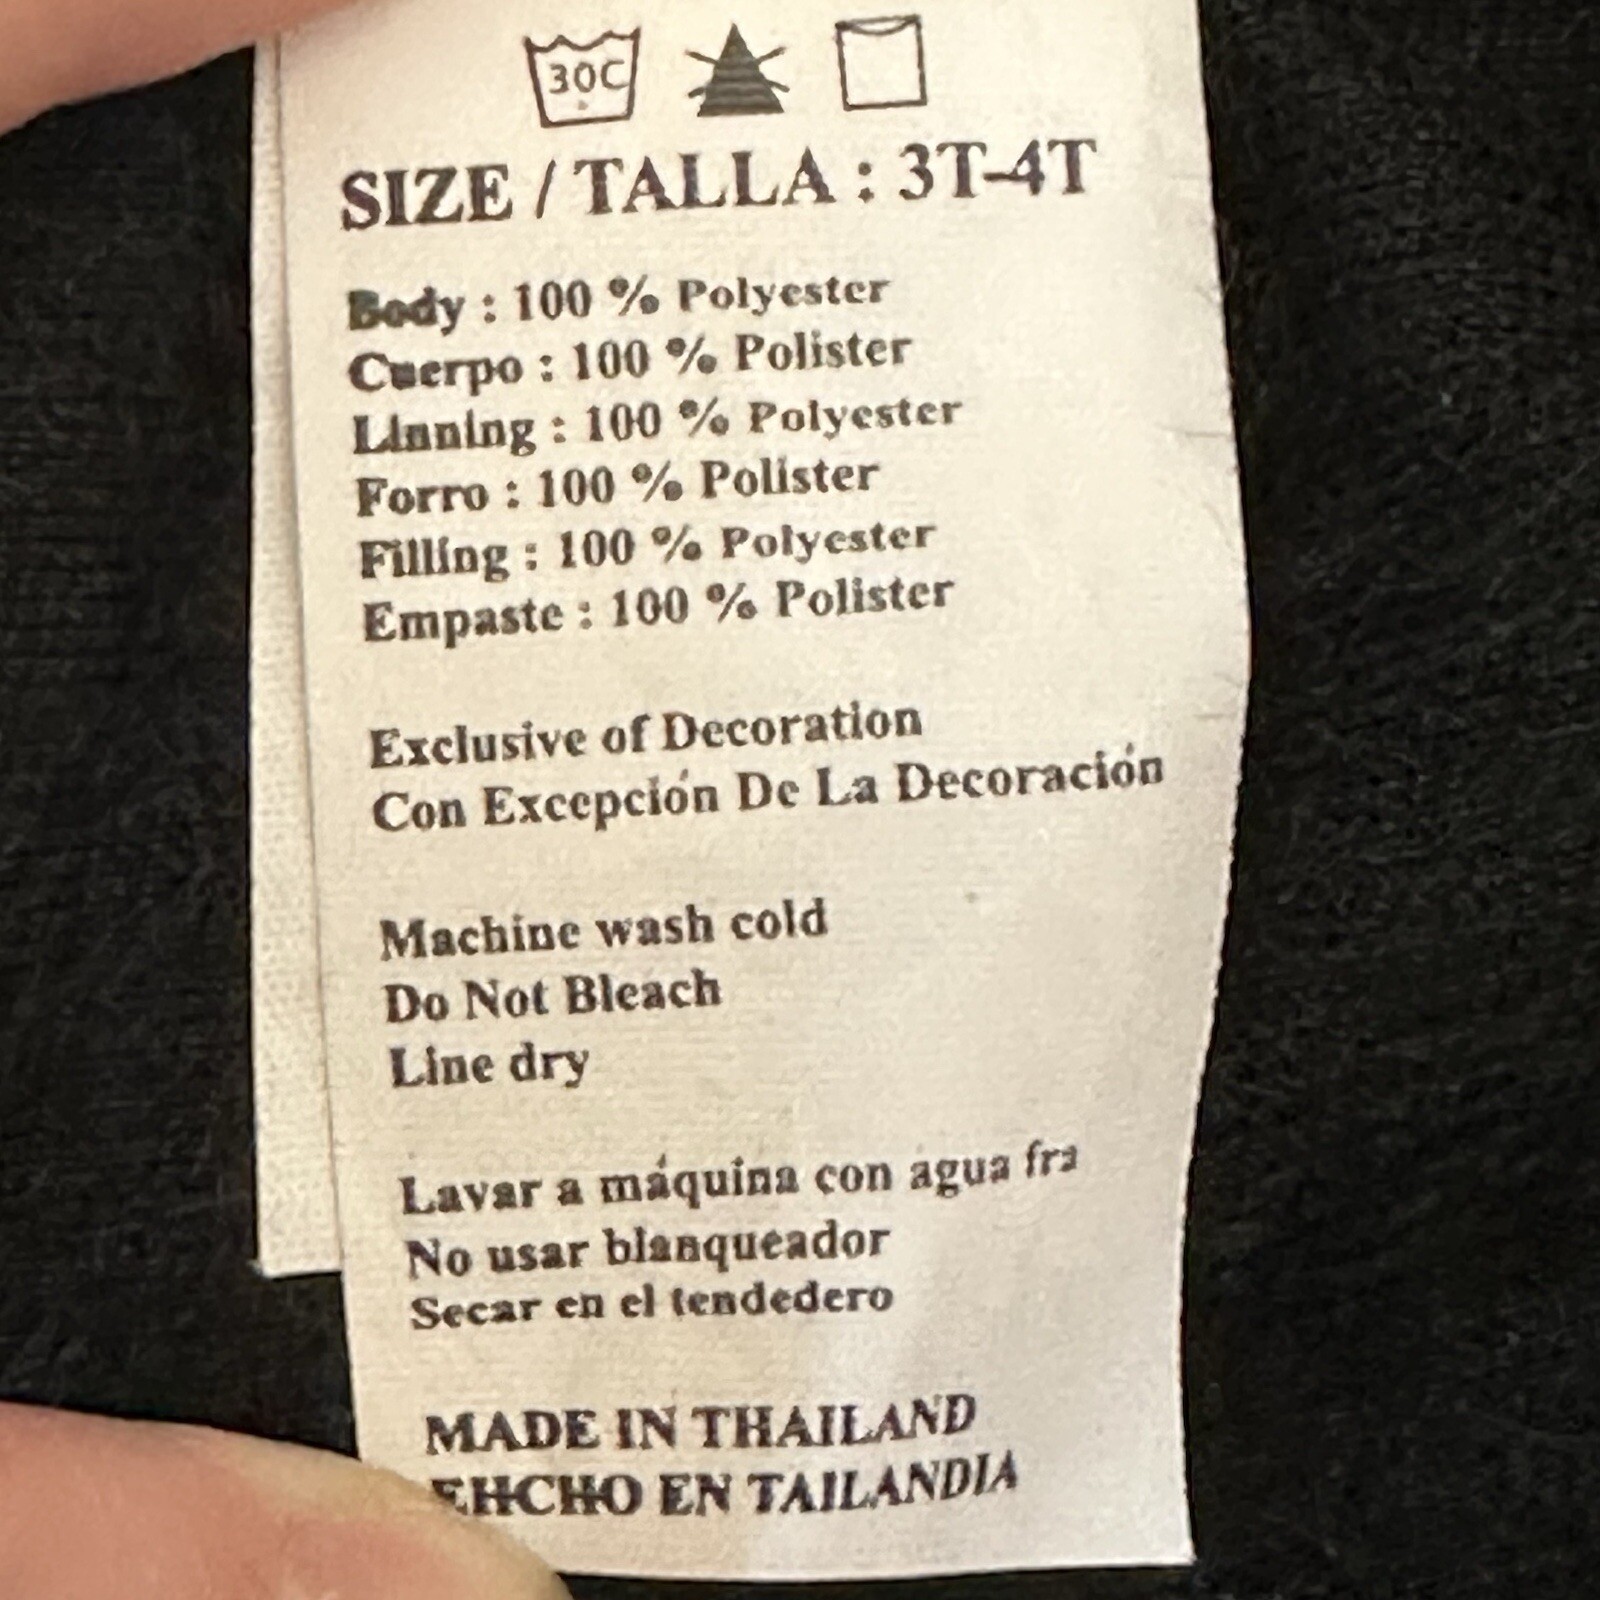 30C
SIZE / TALLA : 3T-4T
Body : 100 % Polyester
Cuerpo : 100 % Polister
Linning : 100 % Polyester
Forro : 100 % Polister
Filling : 100 % Polyester
Empaste : 100 % Polister
Exclusive of Decoration
Con Excepción De La Decoración
Machine wash cold
Do Not Bleach
Line dry
Lavar a máquina con agua fra
No usar blanqueador
Secar en el tendedero
MADE IN THAILAND
EHCHO EN TAILANDIA